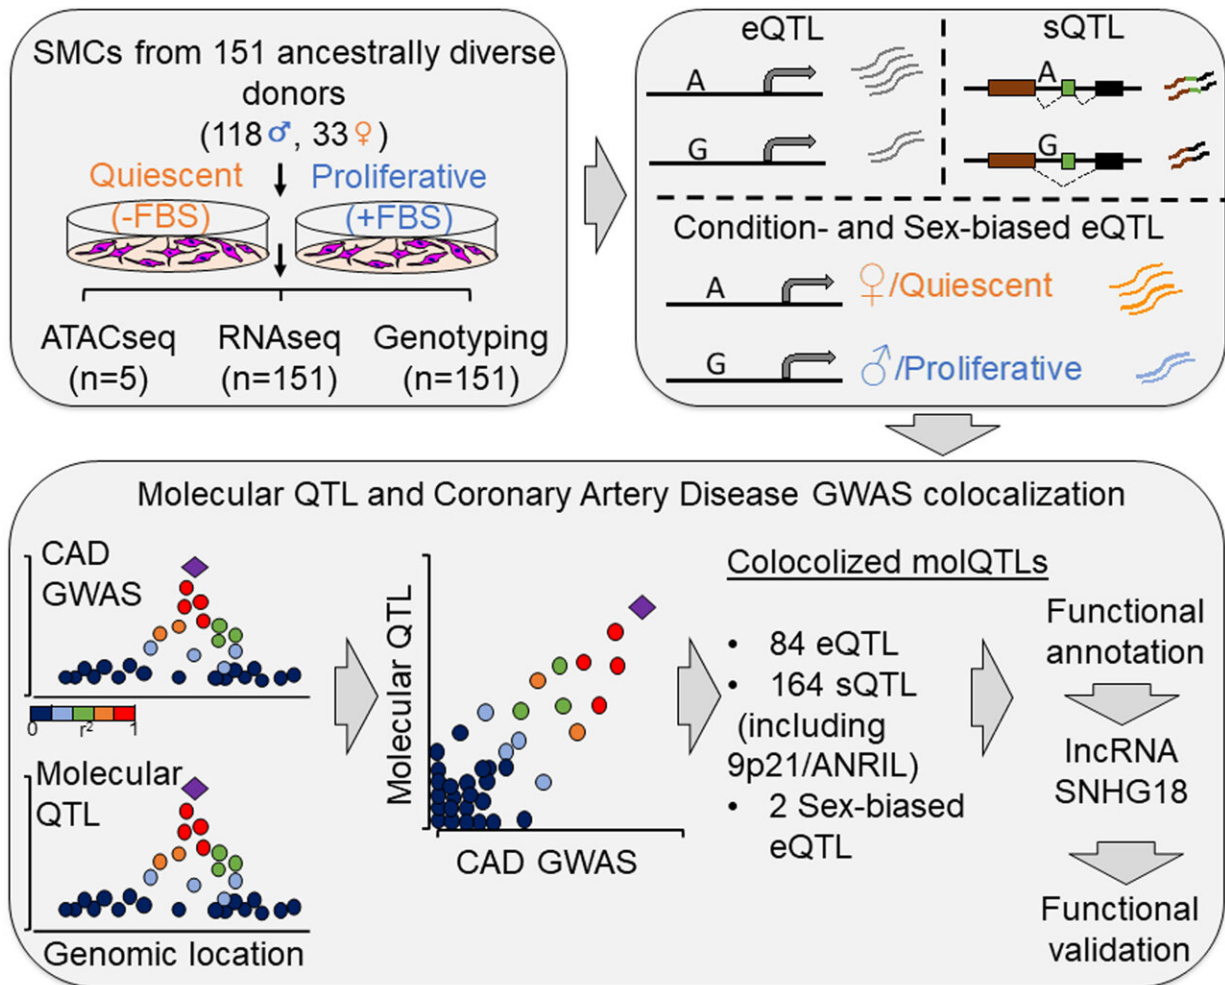 SMCs from 151 ancestrally diverse
donors
(118♂, 33♀)
Quiescent
(-FBS)
Proliferative
(+FBS)
ATACseq
(n=5)
RNAseq
(n=151)
Genotyping
(n=151)
eQTL
A
G
sQTL
A
G
Condition- and Sex-biased eQTL
A
♀/Quiescent
G
♂/Proliferative
Molecular QTL and Coronary Artery Disease GWAS colocalization
CAD
GWAS
0 r² 1
Molecular
QTL
Genomic location
Molecular QTL
CAD GWAS
Colocolized molQTLs
• 84 eQTL
• 164 sQTL
(including
9p21/ANRIL)
• 2 Sex-biased
eQTL
Functional
annotation
lncRNA
SNHG18
Functional
validation